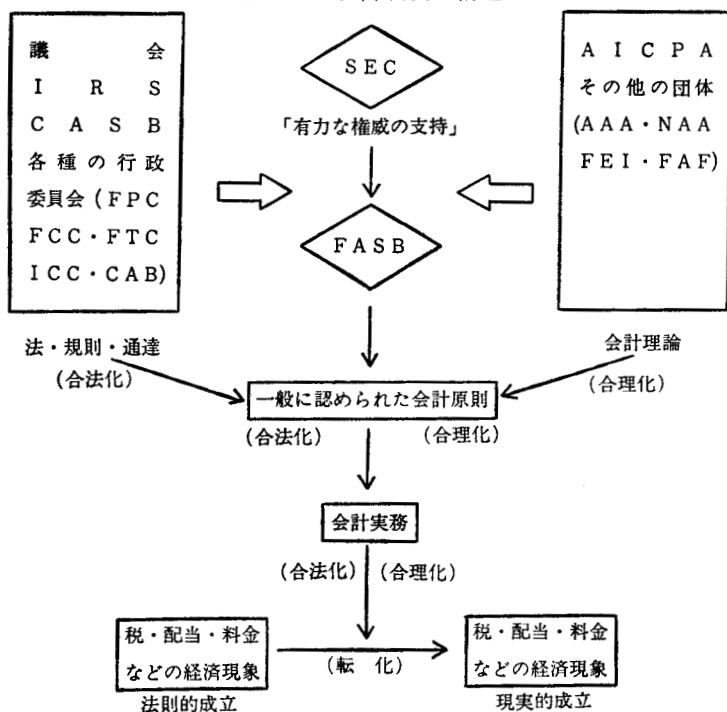 議会
IRS
CASB
各種の行政
委員会(FPC
FCC・FTC
ICC・CAB)
SEC
「有力な権威の支持」
FASB
AICPA
その他の団体
(AAA・NAA
FEI・FAF)
法・規則・通達
(合法化)
会計理論
(合理化)
一般に認められた会計原則
(合法化) (合理化)
会計実務
(合法化) (合理化)
税・配当・料金
などの経済現象
法則的成立
(転化)
税・配当・料金
などの経済現象
現実的成立